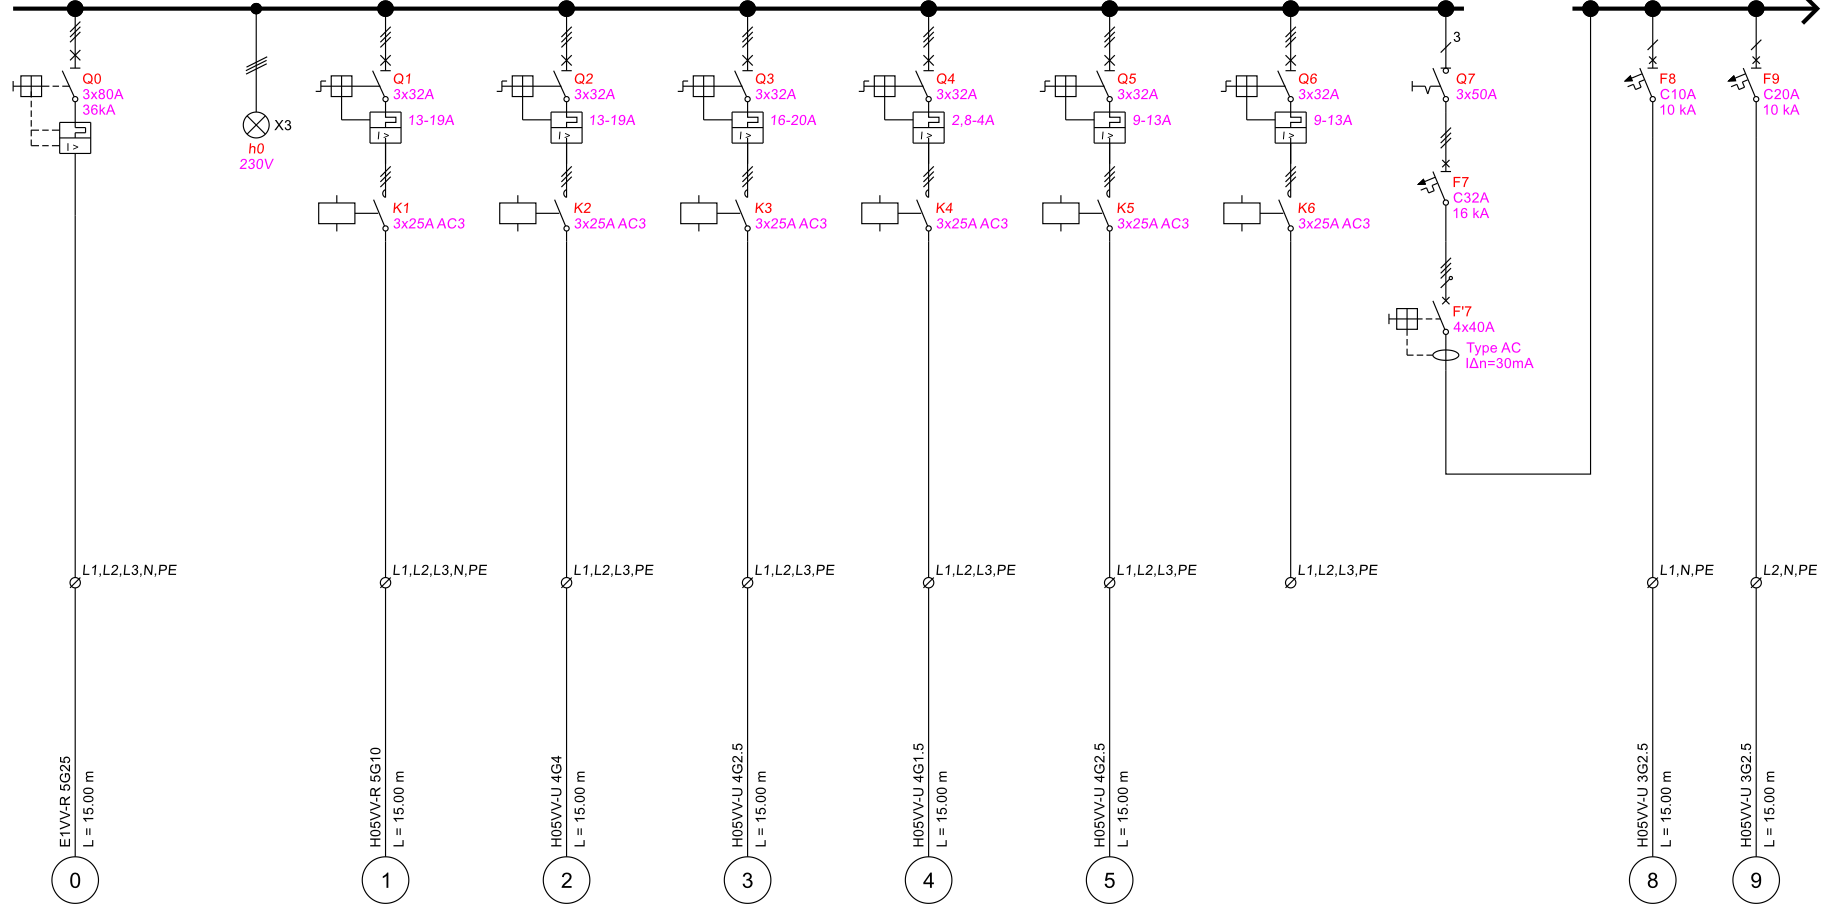 3
Q0
3x80A
36kA
X3
h0
230V
Q1
3x32A
13-19A
I >
K1
3x25A AC3
Q2
3x32A
13-19A
I >
K2
3x25A AC3
Q3
3x32A
16-20A
I >
K3
3x25A AC3
Q4
3x32A
2,8-4A
I >
K4
3x25A AC3
Q5
3x32A
9-13A
I >
K5
3x25A AC3
Q6
3x32A
9-13A
I >
K6
3x25A AC3
Q7
3x50A
F7
C32A
16 kA
F'7
4x40A
Type AC
IΔn=30mA
F8
C10A
10 kA
F9
C20A
10 kA
I >
L1,L2,L3,N,PE
L1,L2,L3,N,PE
L1,L2,L3,PE
L1,L2,L3,PE
L1,L2,L3,PE
L1,L2,L3,PE
L1,L2,L3,PE
L1,N,PE
L2,N,PE
E1VV-R 5G25
L = 15.00 m
H05VV-R 5G10
L = 15.00 m
H05VV-U 4G4
L = 15.00 m
H05VV-U 4G2.5
L = 15.00 m
H05VV-U 4G1.5
L = 15.00 m
H05VV-U 4G2.5
L = 15.00 m
H05VV-U 3G2.5
L = 15.00 m
H05VV-U 3G2.5
L = 15.00 m
0
1
2
3
4
5
8
9